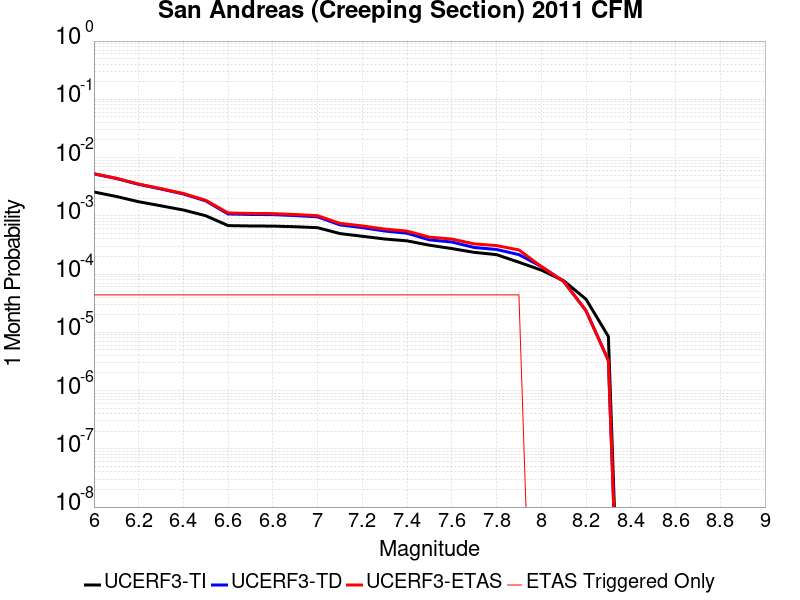 San Andreas (Creeping Section) 2011 CFM
1 Month Probability
10^0
10^-1
10^-2
10^-3
10^-4
10^-5
10^-6
10^-7
10^-8
6 6.2 6.4 6.6 6.8 7 7.2 7.4 7.6 7.8 8 8.2 8.4 8.6 8.8 9
Magnitude
UCERF3-TI UCERF3-TD UCERF3-ETAS ETAS Triggered Only